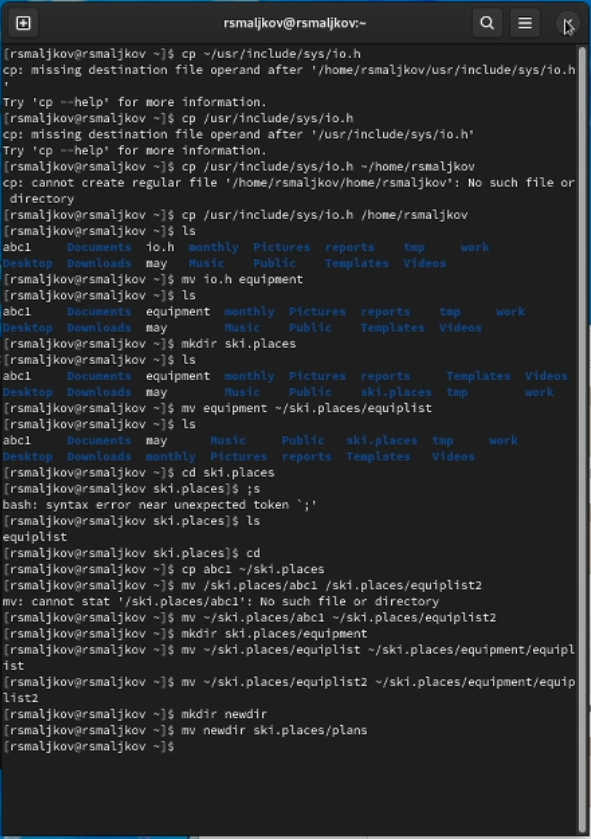 rsmaljkov@rsmaljkov:~
[rsmaljkov@rsmaljkov ~]$ cp ~/usr/include/sys/io.h
cp: missing destination file operand after '/home/rsmaljkov/usr/include/sys/io.h
'
Try 'cp --help' for more information.
[rsmaljkov@rsmaljkov ~]$ cp /usr/include/sys/io.h
cp: missing destination file operand after '/usr/include/sys/io.h'
Try 'cp --help' for more information.
[rsmaljkov@rsmaljkov ~]$ cp /usr/include/sys/io.h ~/home/rsmaljkov
cp: cannot create regular file '/home/rsmaljkov/home/rsmaljkov': No such file or
 directory
[rsmaljkov@rsmaljkov ~]$ cp /usr/include/sys/io.h /home/rsmaljkov
[rsmaljkov@rsmaljkov ~]$ ls
abc1 Documents io.h monthly Pictures reports tmp work
Desktop Downloads may Music Public Templates Videos
[rsmaljkov@rsmaljkov ~]$ mv io.h equipment
[rsmaljkov@rsmaljkov ~]$ ls
abc1 Documents equipment monthly Pictures reports tmp work
Desktop Downloads may Music Public Templates Videos
[rsmaljkov@rsmaljkov ~]$ mkdir ski.places
[rsmaljkov@rsmaljkov ~]$ ls
abc1 Documents equipment monthly Pictures reports Templates Videos
Desktop Downloads may Music Public ski.places tmp work
[rsmaljkov@rsmaljkov ~]$ mv equipment ~/ski.places/equiplist
[rsmaljkov@rsmaljkov ~]$ ls
abc1 Documents may Music Public ski.places tmp work
Desktop Downloads monthly Pictures reports Templates Videos
[rsmaljkov@rsmaljkov ~]$ cd ski.places
[rsmaljkov@rsmaljkov ski.places]$ ;s
bash: syntax error near unexpected token `;'
[rsmaljkov@rsmaljkov ski.places]$ ls
equiplist
[rsmaljkov@rsmaljkov ski.places]$ cd
[rsmaljkov@rsmaljkov ~]$ cp abc1 ~/ski.places
[rsmaljkov@rsmaljkov ~]$ mv /ski.places/abc1 /ski.places/equiplist2
mv: cannot stat '/ski.places/abc1': No such file or directory
[rsmaljkov@rsmaljkov ~]$ mv ~/ski.places/abc1 ~/ski.places/equiplist2
[rsmaljkov@rsmaljkov ~]$ mkdir ski.places/equipment
[rsmaljkov@rsmaljkov ~]$ mv ~/ski.places/equiplist ~/ski.places/equipment/equipl
ist
[rsmaljkov@rsmaljkov ~]$ mv ~/ski.places/equiplist2 ~/ski.places/equipment/equip
list2
[rsmaljkov@rsmaljkov ~]$ mkdir newdir
[rsmaljkov@rsmaljkov ~]$ mv newdir ski.places/plans
[rsmaljkov@rsmaljkov ~]$